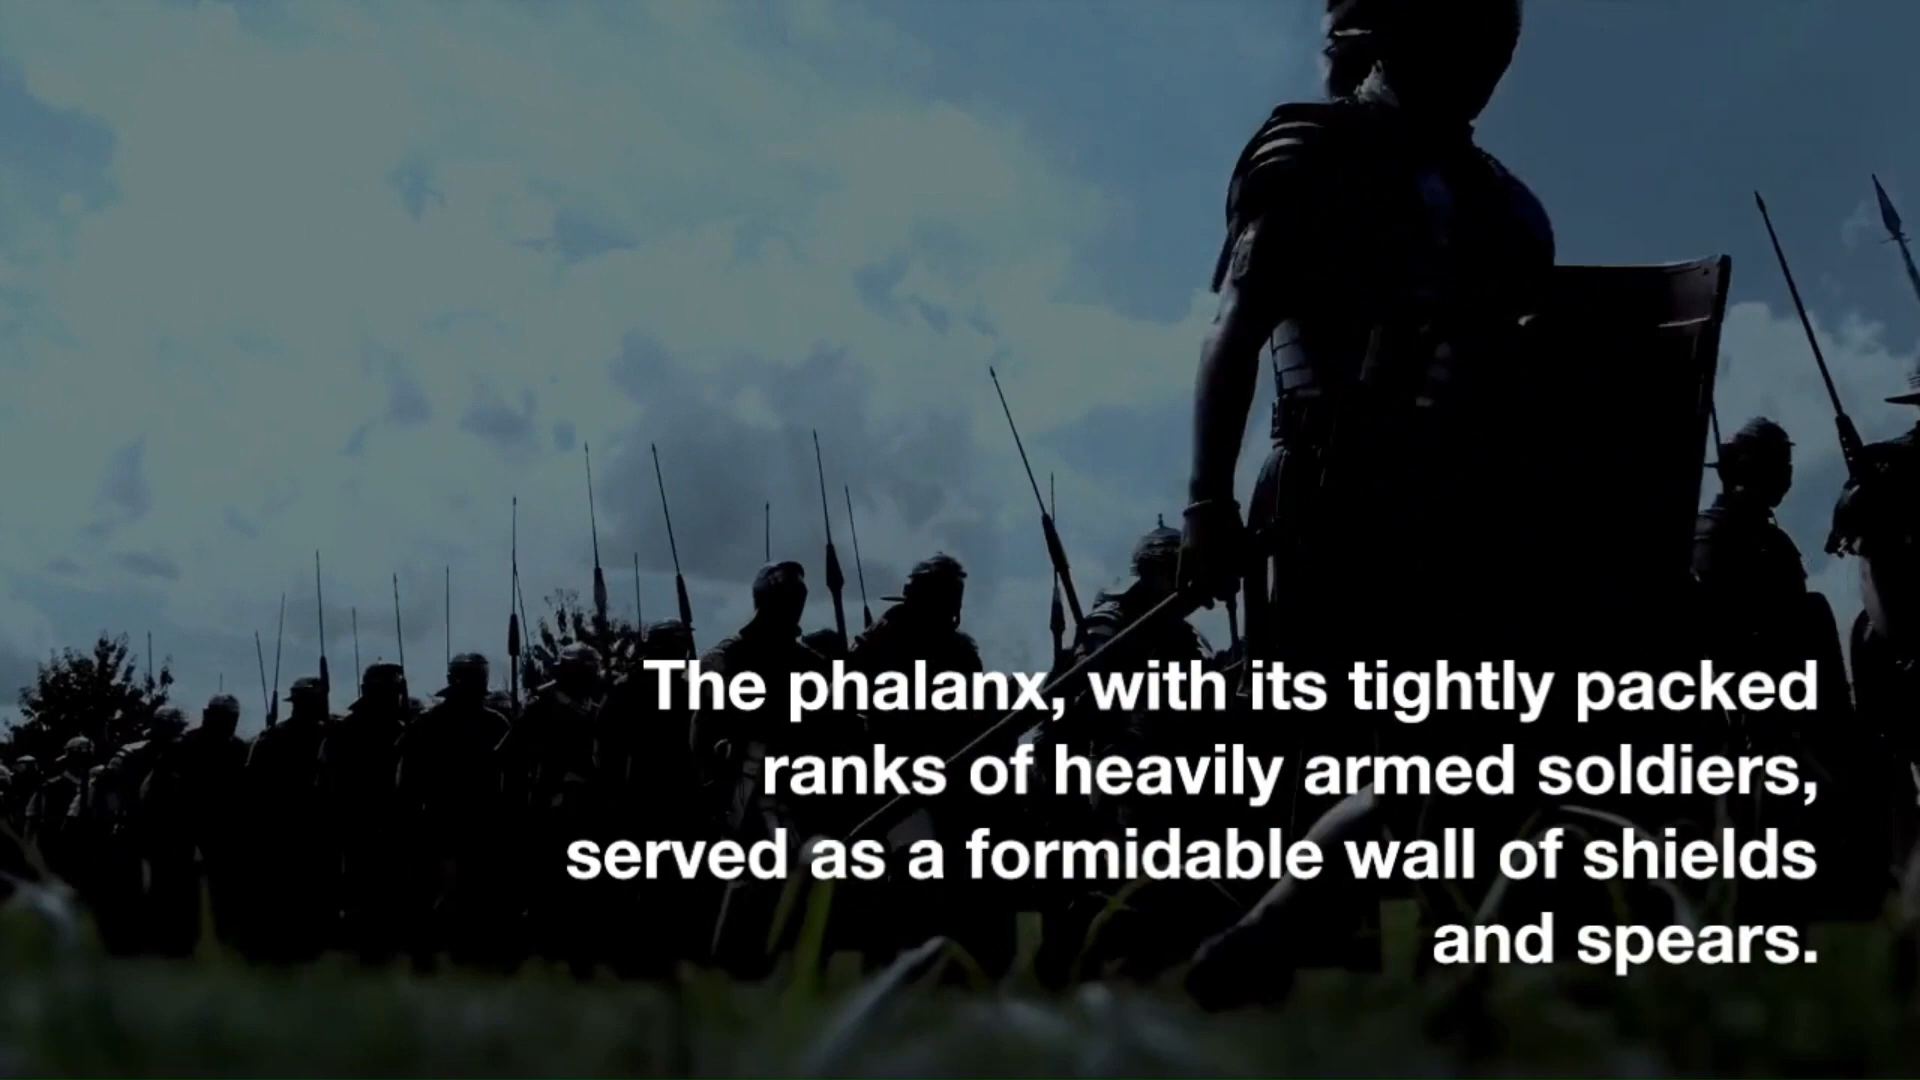 The phalanx, with its tightly packed
ranks of heavily armed soldiers,
served as a formidable wall of shields
and spears.